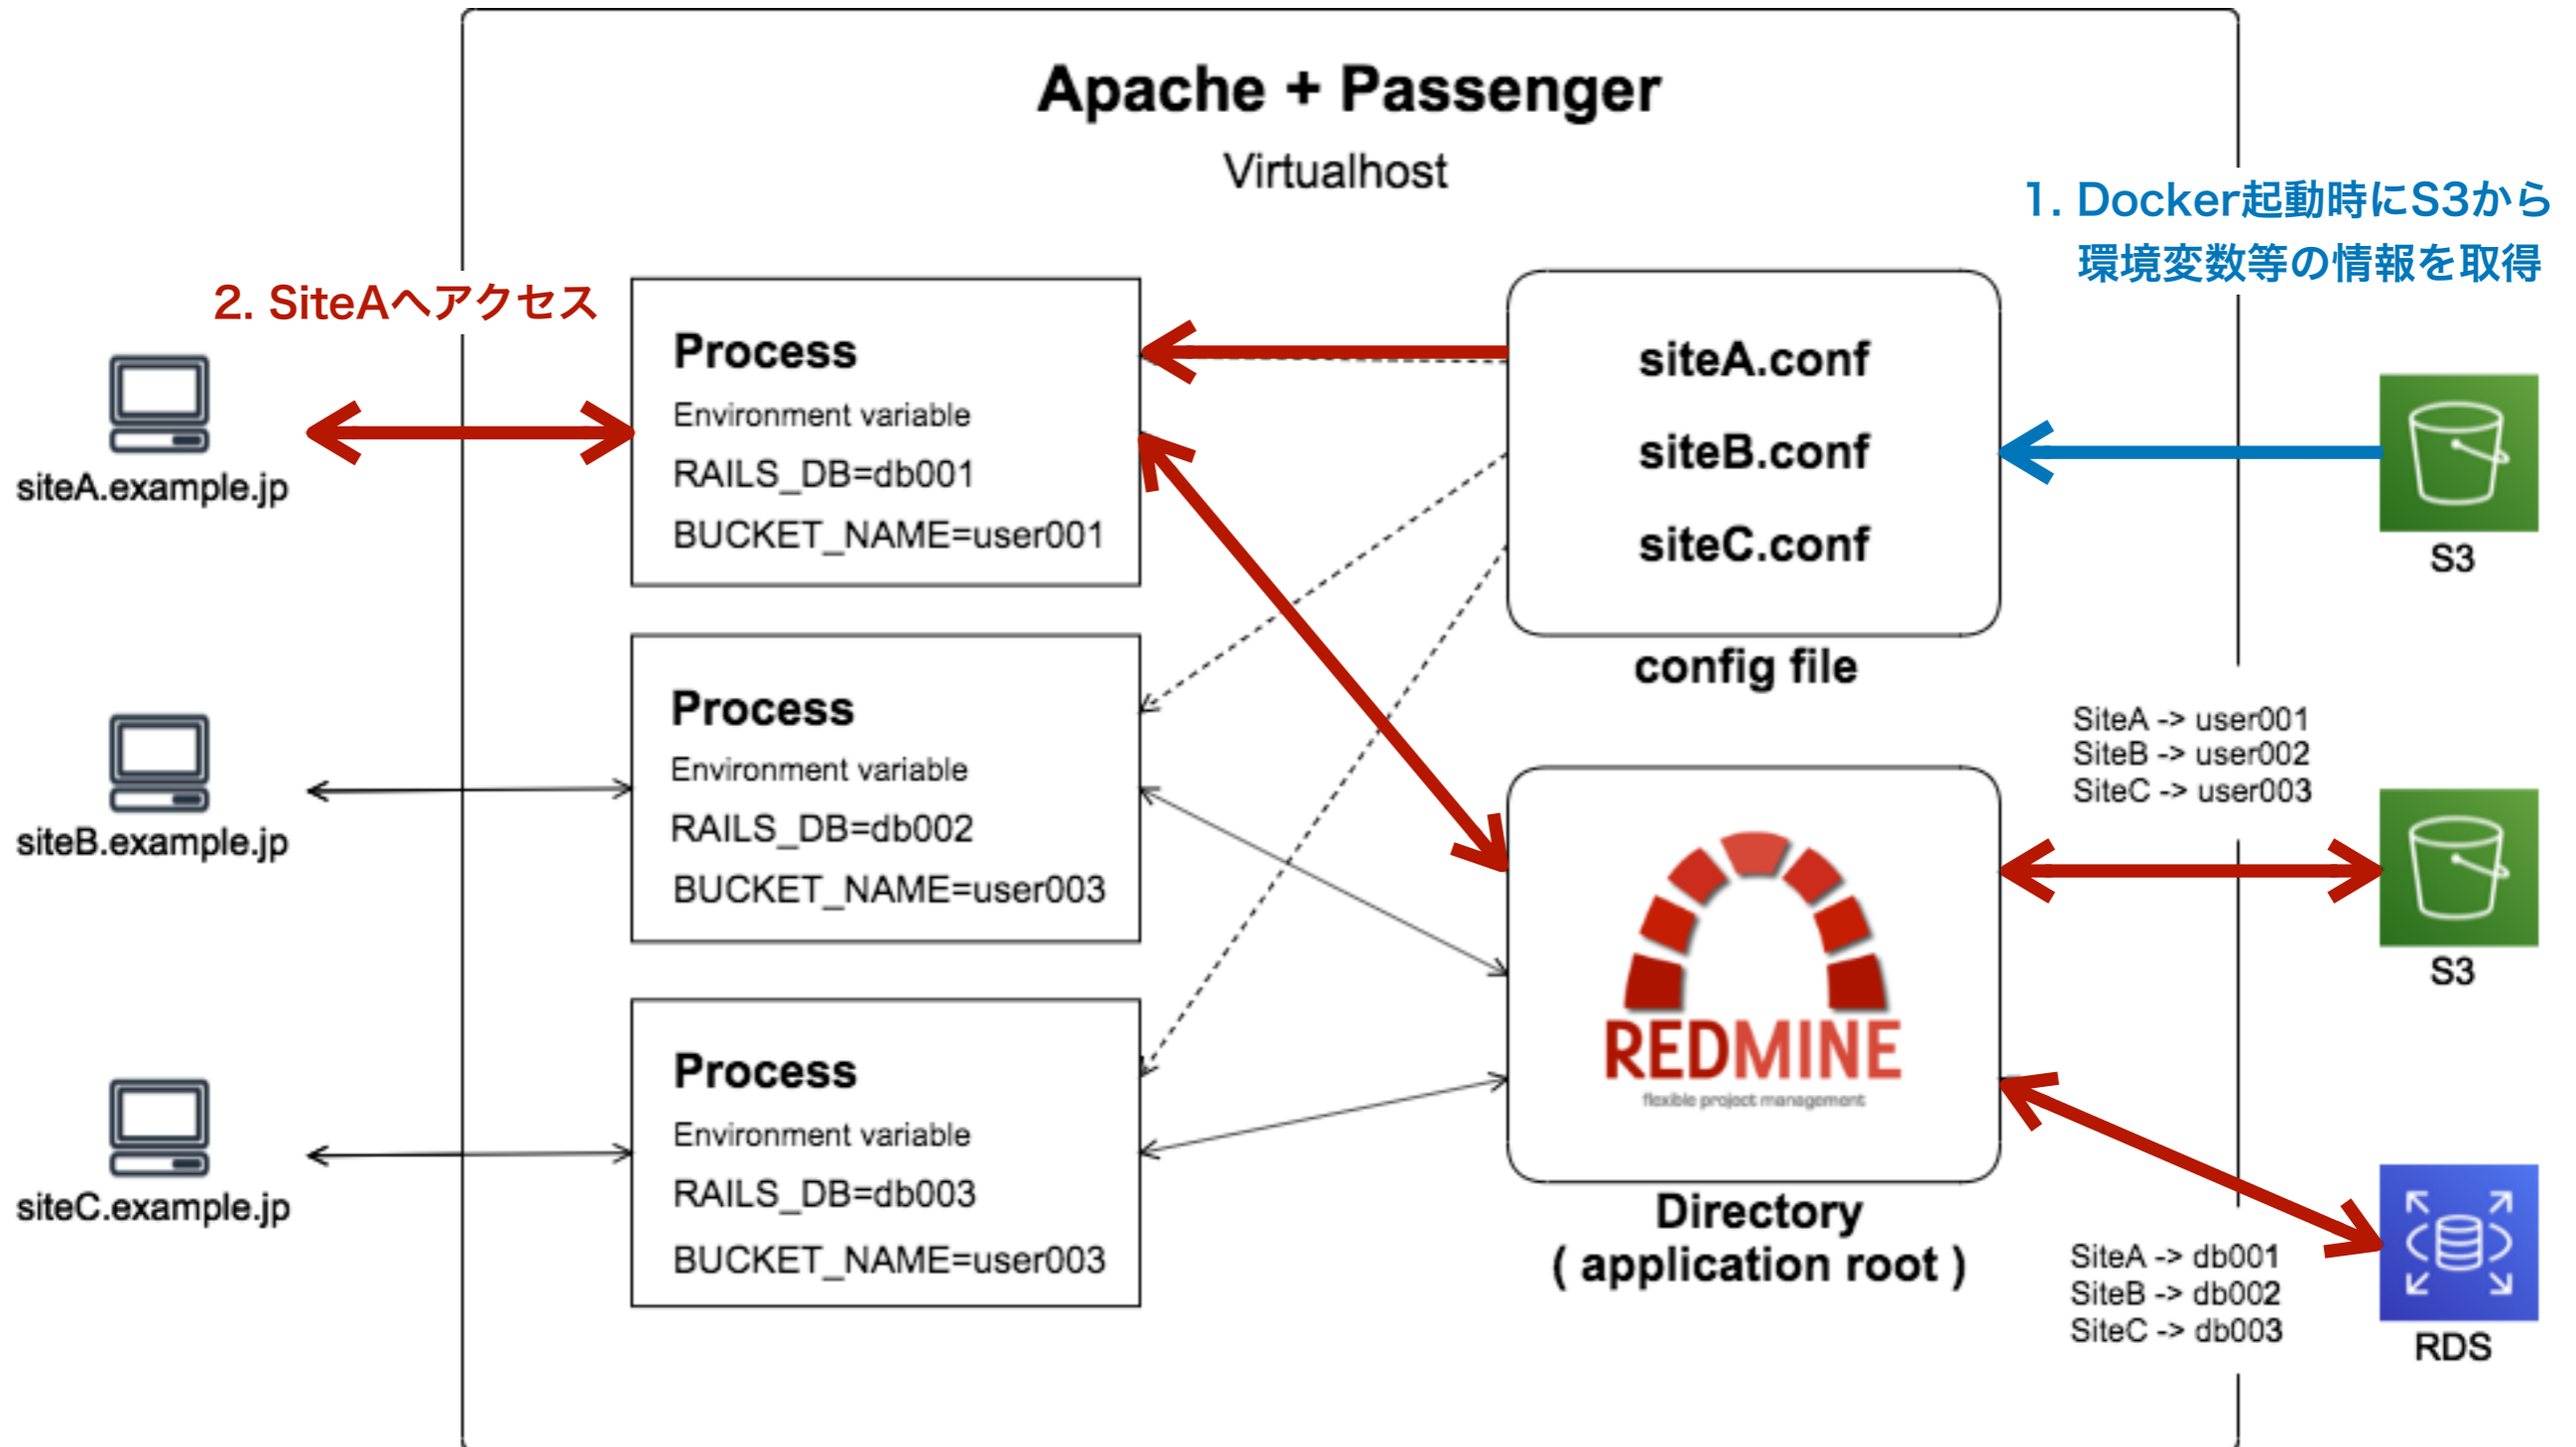 Apache + Passenger
Virtualhost
1. Docker起動時にS3から
環境変数等の情報を取得
2. SiteAへアクセス
siteA.example.jp
Process
Environment variable
RAILS_DB=db001
BUCKET_NAME=user001
siteA.conf
siteB.conf
siteC.conf
config file
S3
siteB.example.jp
Process
Environment variable
RAILS_DB=db002
BUCKET_NAME=user003
SiteA -> user001
SiteB -> user002
SiteC -> user003
S3
REDMINE
flexible project management
Directory
( application root )
siteC.example.jp
Process
Environment variable
RAILS_DB=db003
BUCKET_NAME=user003
SiteA -> db001
SiteB -> db002
SiteC -> db003
RDS